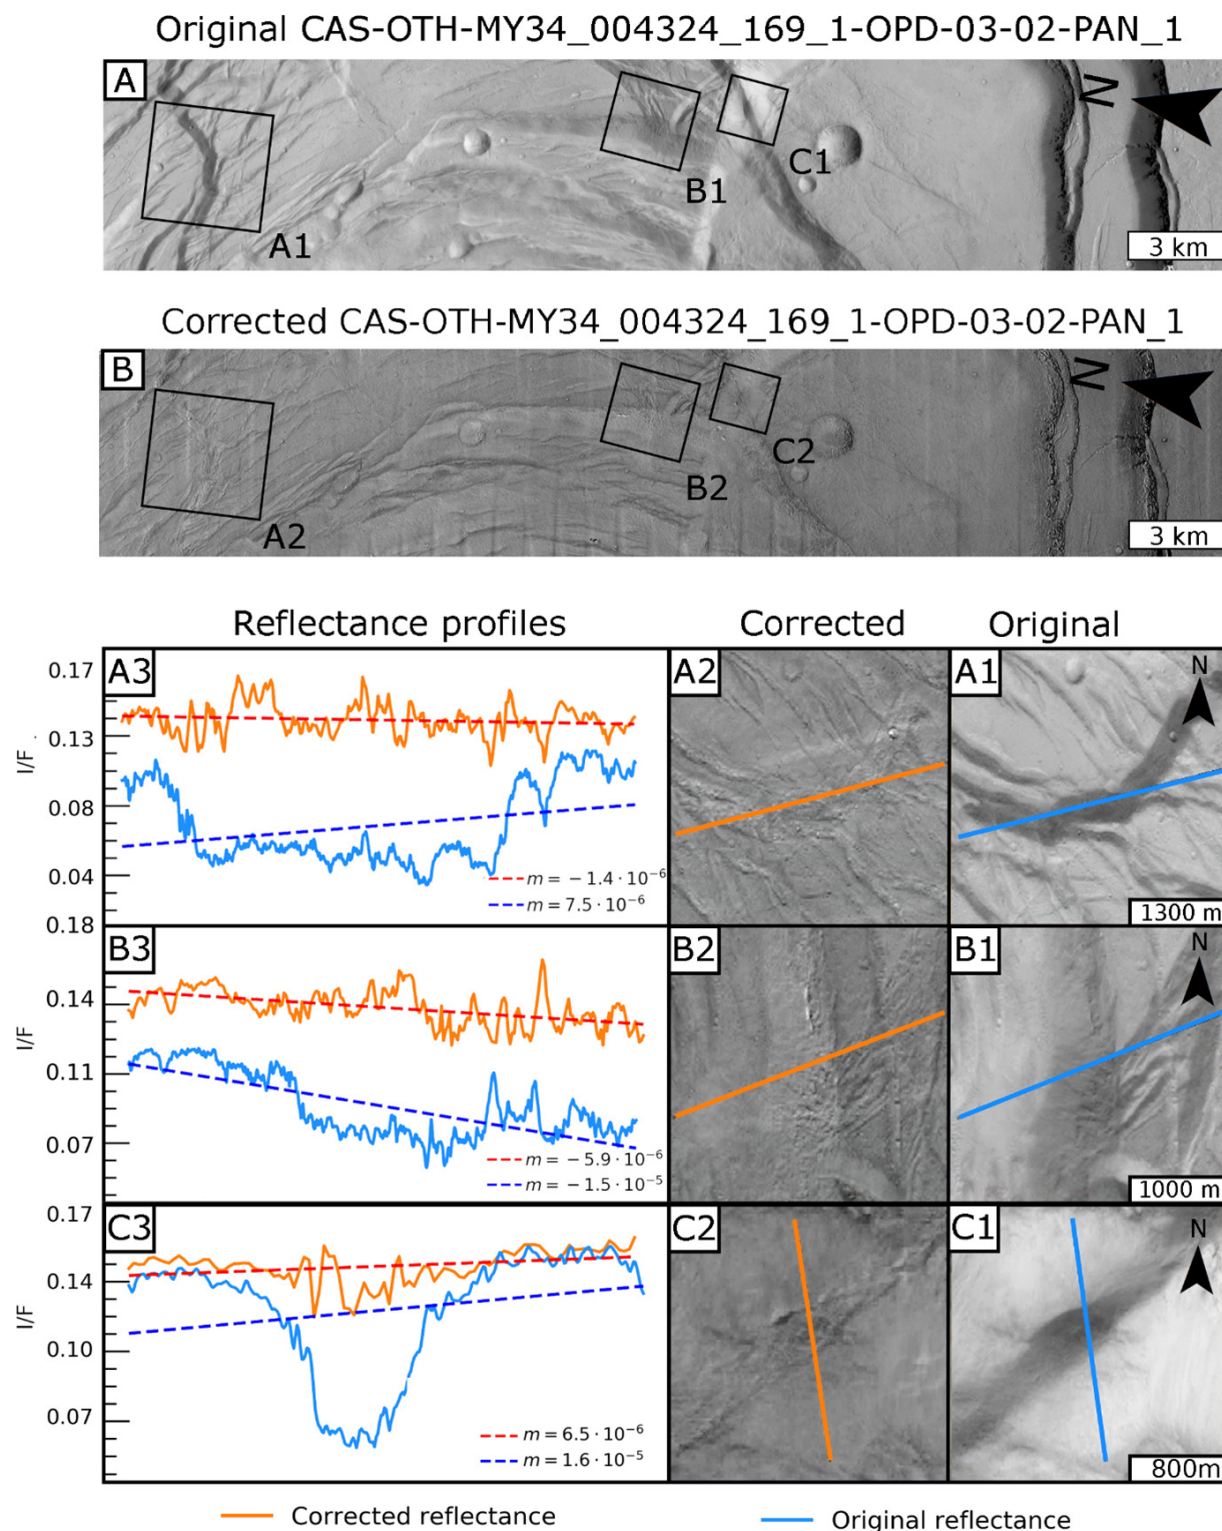 Original CAS-OTH-MY34_004324_169_1-OPD-03-02-PAN_1
A
N
A1
B1
C1
3 km
Corrected CAS-OTH-MY34_004324_169_1-OPD-03-02-PAN_1
B
N
A2
B2
C2
3 km
Reflectance profiles
Corrected
Original
A3
A2
A1
N
0.17
0.13
I/F
0.08
0.04
m = −1.4·10⁻⁶
m = 7.5·10⁻⁶
1300 m
0.18
B3
B2
B1
N
0.14
I/F
0.11
0.07
m = −5.9·10⁻⁶
m = −1.5·10⁻⁵
1000 m
0.17
C3
C2
C1
N
0.14
I/F
0.10
0.07
m = 6.5·10⁻⁶
m = 1.6·10⁻⁵
800m
Corrected reflectance
Original reflectance